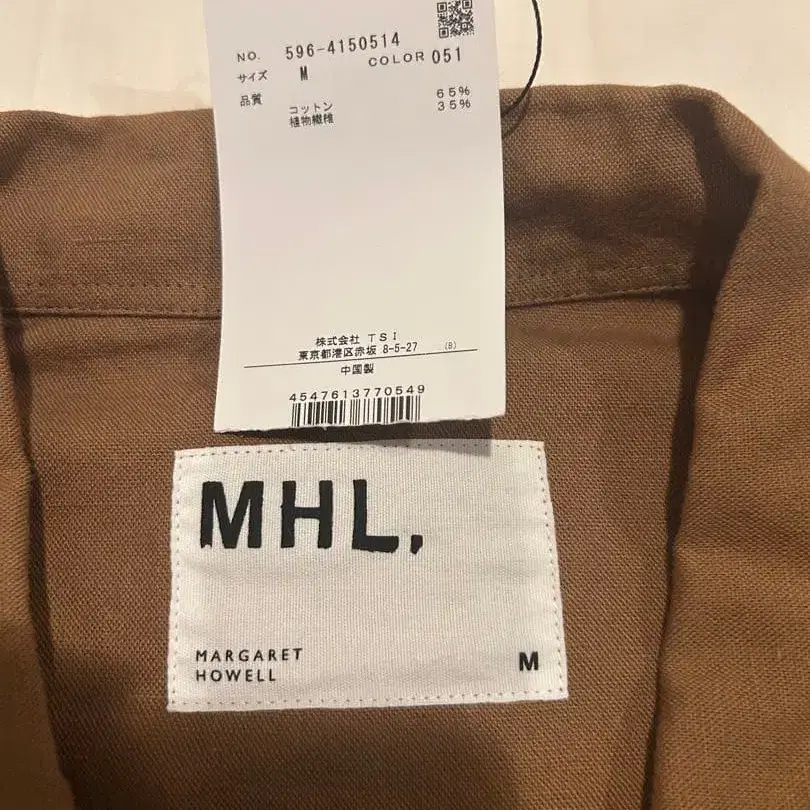 NO. 596-4150514
COLOR 051
サイズ M
品質 コットン 65%
植物繊維 35%
株式会社 TSI
東京都港区赤坂 8-5-27 (B)
中国製
4547613770549
MHL.
MARGARET
HOWELL
M